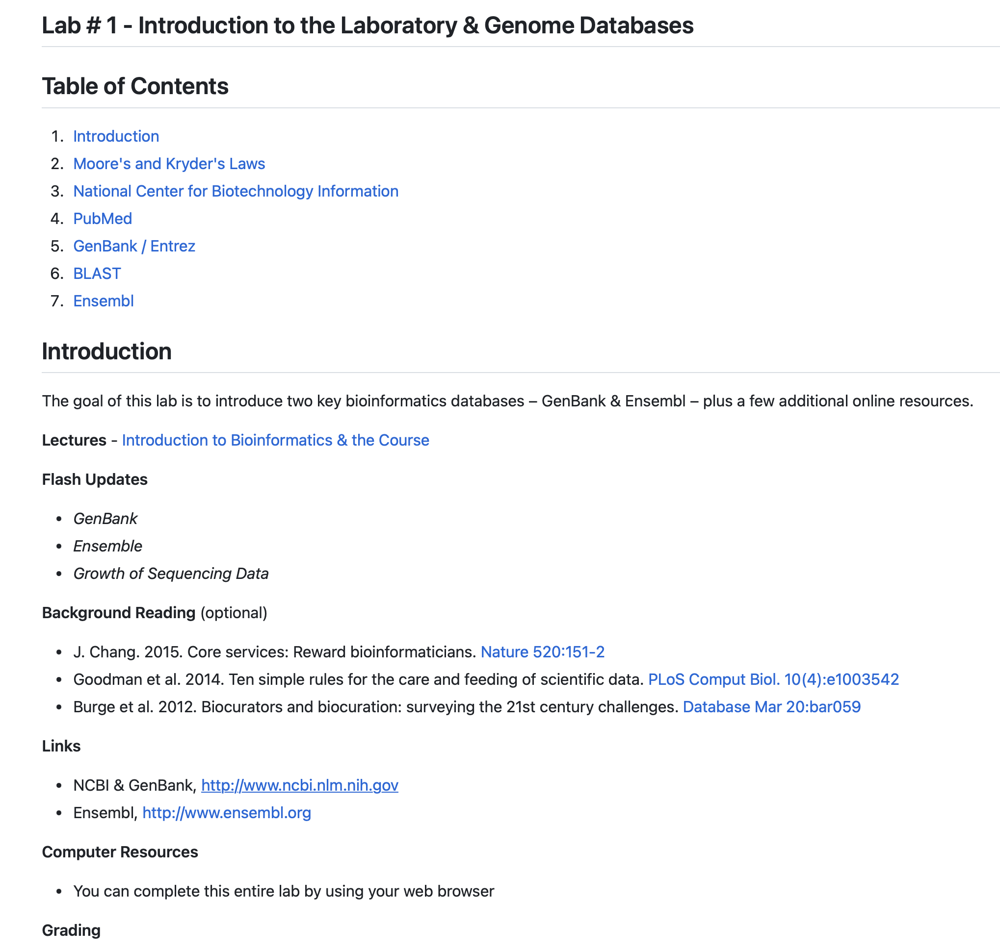 Lab # 1 - Introduction to the Laboratory & Genome Databases
Table of Contents
1. Introduction
2. Moore's and Kryder's Laws
3. National Center for Biotechnology Information
4. PubMed
5. GenBank / Entrez
6. BLAST
7. Ensembl
Introduction
The goal of this lab is to introduce two key bioinformatics databases – GenBank & Ensembl – plus a few additional online resources.
Lectures - Introduction to Bioinformatics & the Course
Flash Updates
• GenBank
• Ensemble
• Growth of Sequencing Data
Background Reading (optional)
• J. Chang. 2015. Core services: Reward bioinformaticians. Nature 520:151-2
• Goodman et al. 2014. Ten simple rules for the care and feeding of scientific data. PLoS Comput Biol. 10(4):e1003542
• Burge et al. 2012. Biocurators and biocuration: surveying the 21st century challenges. Database Mar 20:bar059
Links
• NCBI & GenBank, http://www.ncbi.nlm.nih.gov
• Ensembl, http://www.ensembl.org
Computer Resources
• You can complete this entire lab by using your web browser
Grading